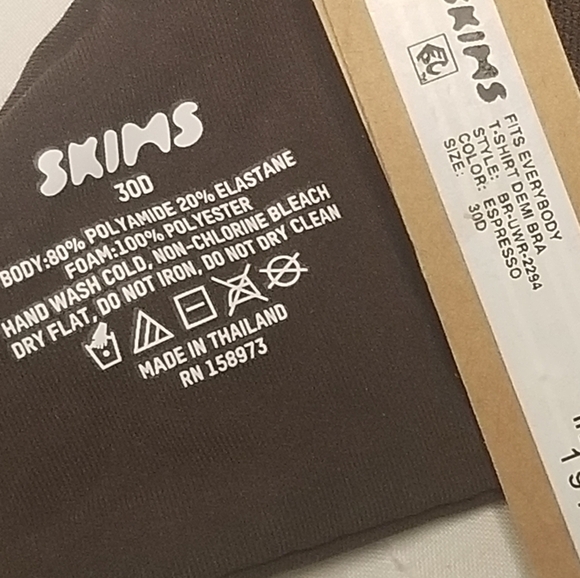 SKIMS
30D
BODY:80% POLYAMIDE 20% ELASTANE
FOAM:100% POLYESTER
HAND WASH COLD, NON-CHLORINE BLEACH
DRY FLAT, DO NOT IRON, DO NOT DRY CLEAN
MADE IN THAILAND
RN 158973
SKIMS
FITS EVERYBODY
T-SHIRT DEMI BRA
STYLE: BR-UWR-2294
COLOR: ESPRESSO
SIZE: 30D